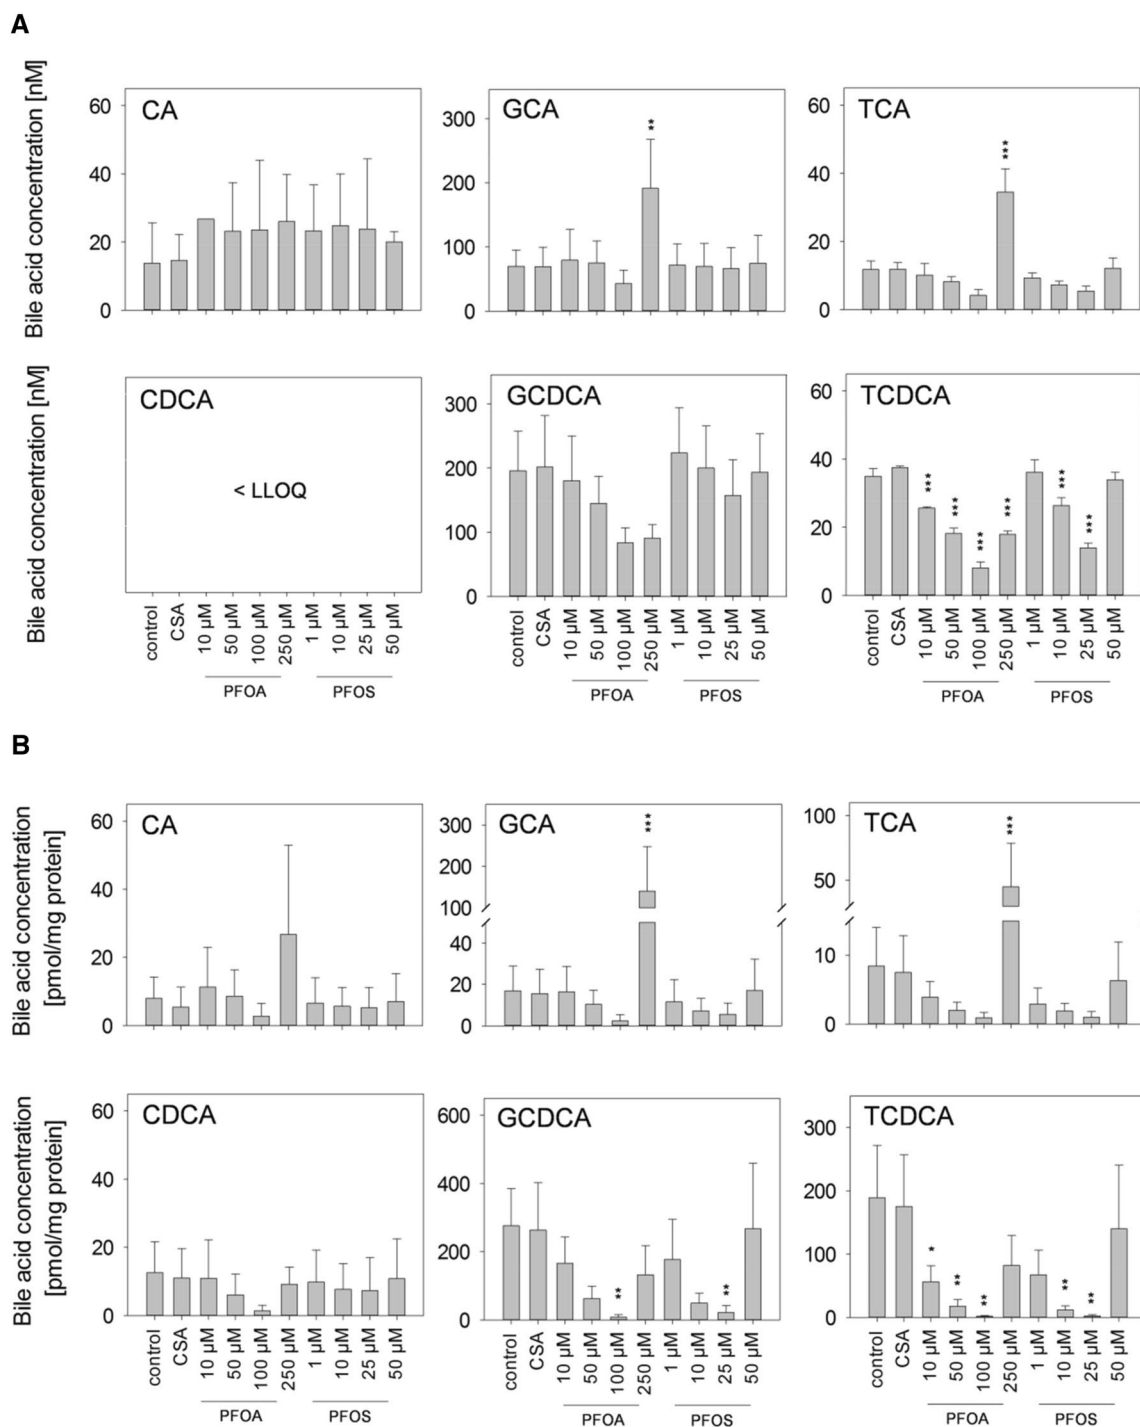 A
Bile acid concentration [nM]
60
40
20
0
CA
300
200
100
0
GCA
**
60
40
20
0
TCA
***
Bile acid concentration [nM]
CDCA
< LLOQ
control
CSA
10 µM
50 µM
100 µM
250 µM
1 µM
10 µM
25 µM
50 µM
PFOA
PFOS
300
200
100
0
GCDCA
control
CSA
10 µM
50 µM
100 µM
250 µM
1 µM
10 µM
25 µM
50 µM
PFOA
PFOS
60
40
20
0
TCDCA
***
***
***
***
***
***
control
CSA
10 µM
50 µM
100 µM
250 µM
1 µM
10 µM
25 µM
50 µM
PFOA
PFOS
B
Bile acid concentration
[pmol/mg protein]
60
40
20
0
CA
300
200
100
40
20
0
GCA
***
100
50
10
0
TCA
***
Bile acid concentration
[pmol/mg protein]
60
40
20
0
CDCA
control
CSA
10 µM
50 µM
100 µM
250 µM
1 µM
10 µM
25 µM
50 µM
PFOA
PFOS
600
400
200
0
GCDCA
**
**
control
CSA
10 µM
50 µM
100 µM
250 µM
1 µM
10 µM
25 µM
50 µM
PFOA
PFOS
300
200
100
0
TCDCA
*
**
**
**
**
control
CSA
10 µM
50 µM
100 µM
250 µM
1 µM
10 µM
25 µM
50 µM
PFOA
PFOS